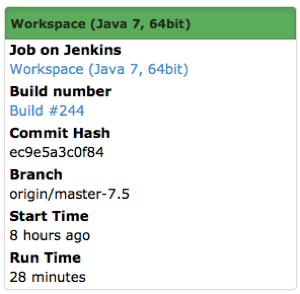 Workspace (Java 7, 64bit)
Job on Jenkins
Workspace (Java 7, 64bit)
Build number
Build #244
Commit Hash
ec9e5a3c0f84
Branch
origin/master-7.5
Start Time
8 hours ago
Run Time
28 minutes